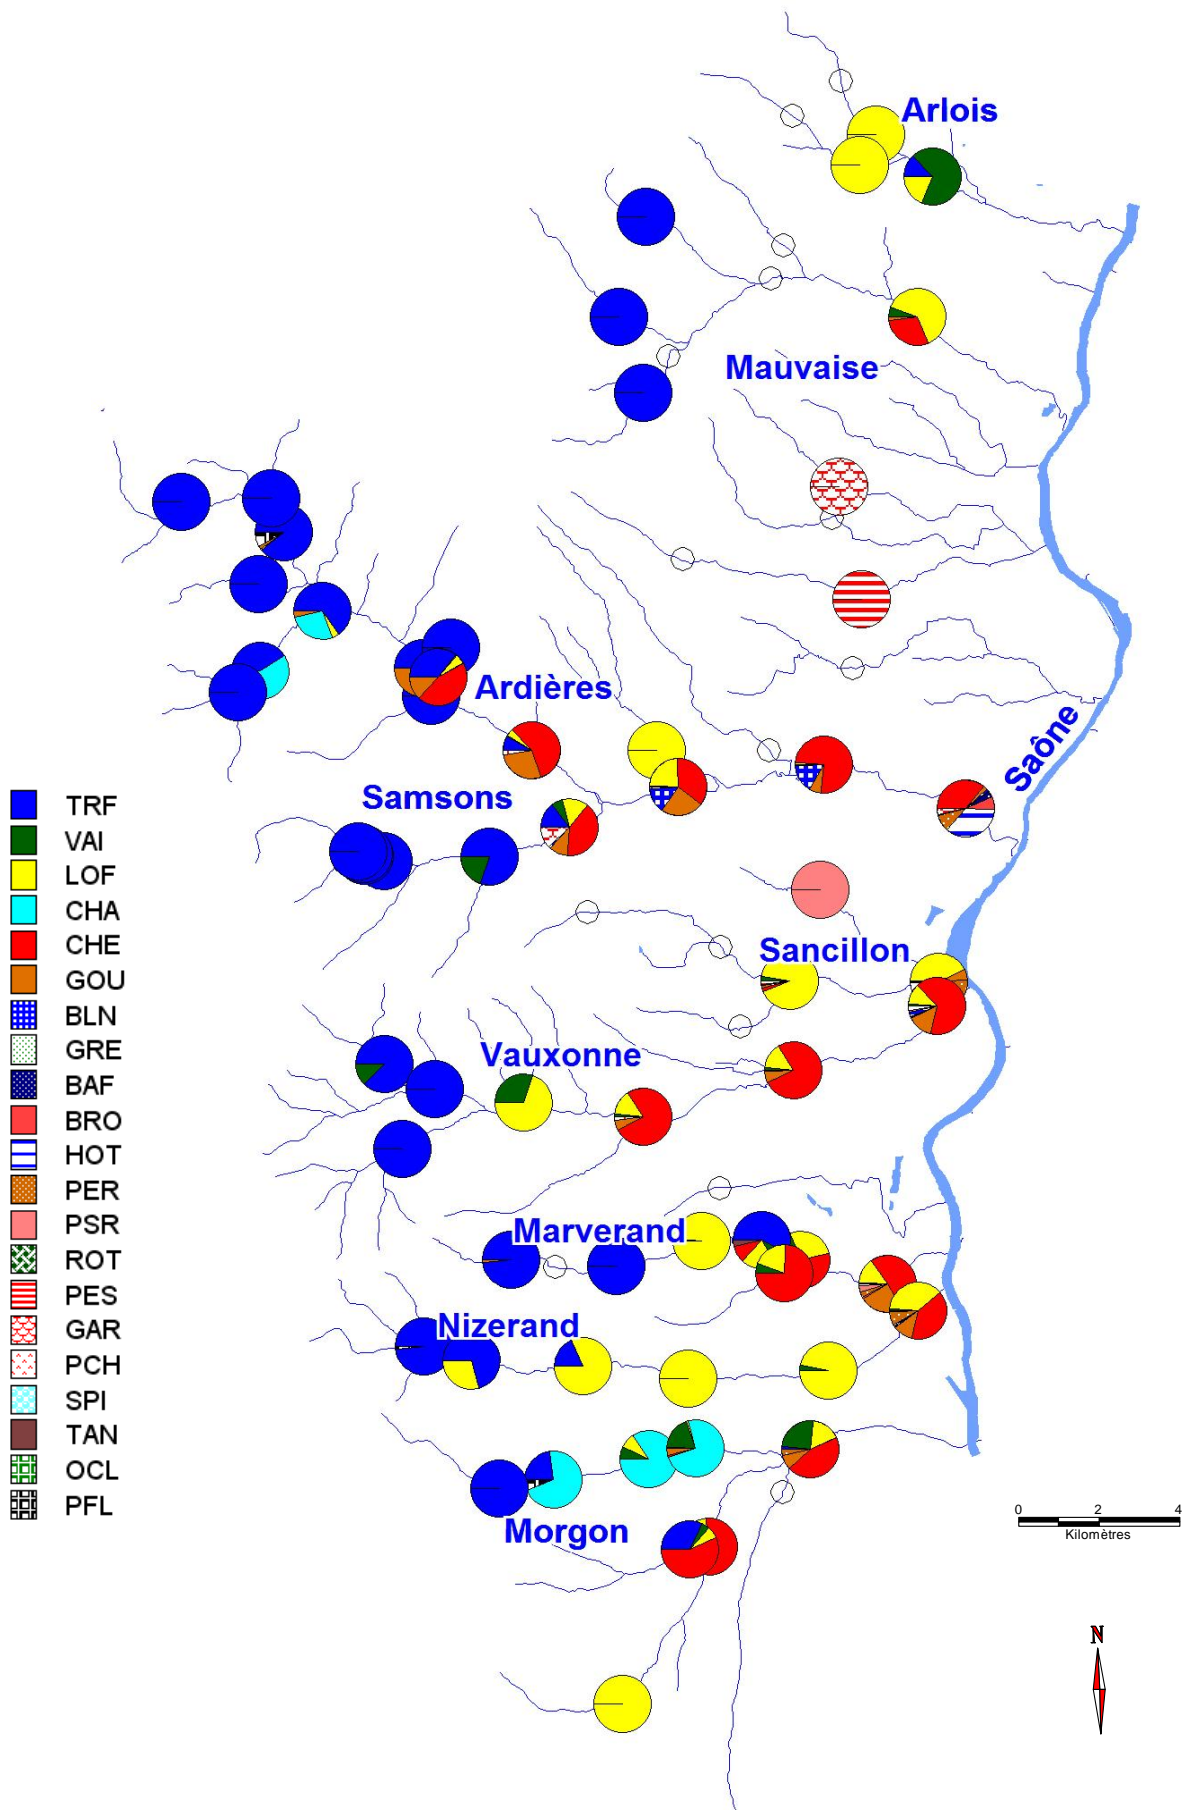 Arlois
Mauvaise
Ardières
Saône
Samsons
Sancillon
Vauxonne
Marverand
Nizerand
Morgon
TRF
VAI
LOF
CHA
CHE
GOU
BLN
GRE
BAF
BRO
HOT
PER
PSR
ROT
PES
GAR
PCH
SPI
TAN
OCL
PFL
0 2 4
Kilomètres
N